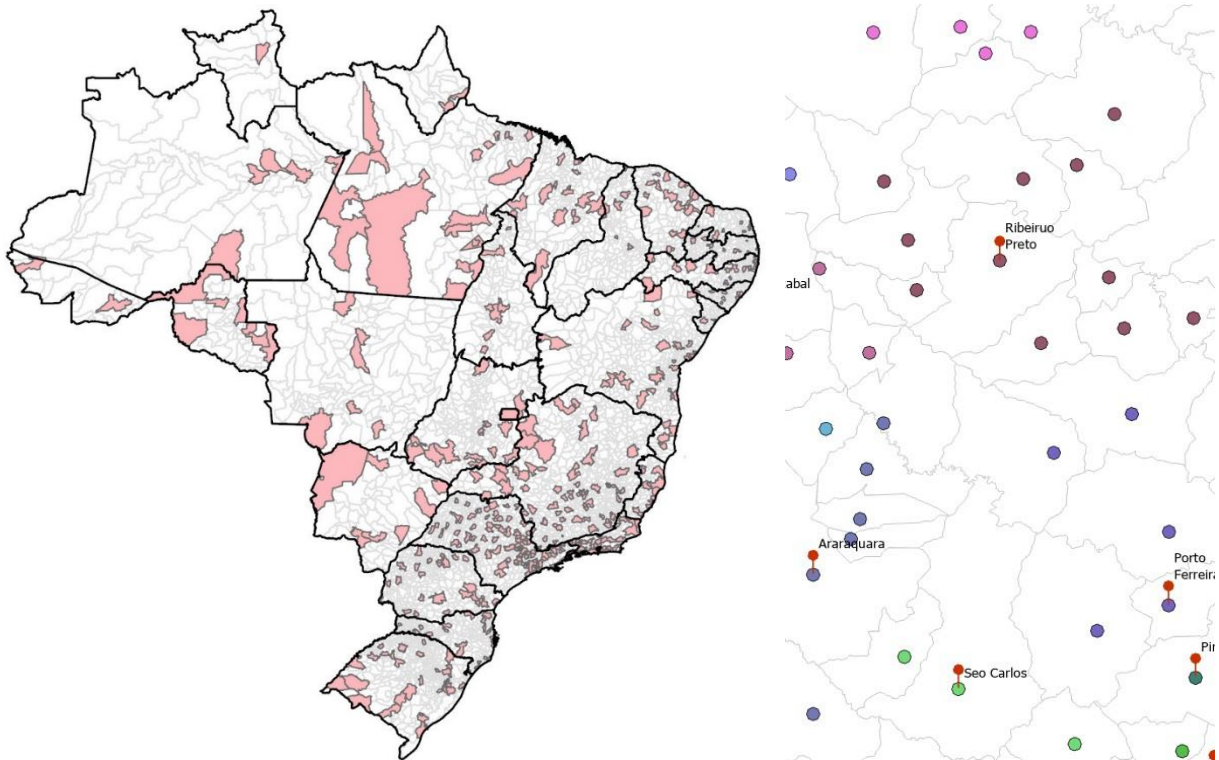 Ribeiruo
Preto
abal
Araraquara
Porto
Ferreira
Pir
Seo Carlos